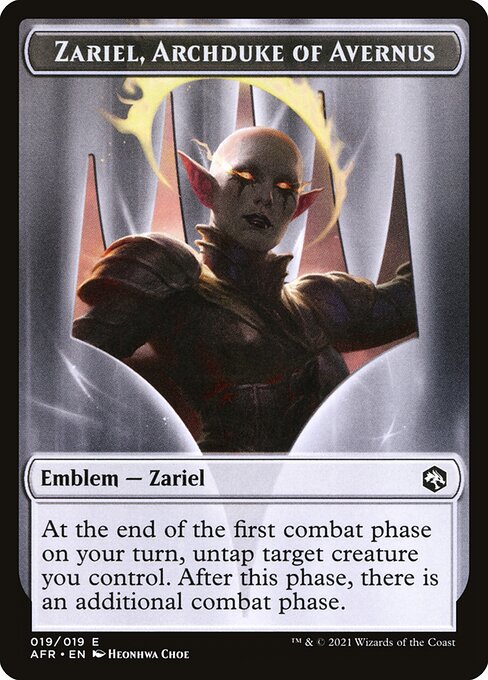 Zariel, Archduke of Avernus
Emblem — Zariel
At the end of the first combat phase
on your turn, untap target creature
you control. After this phase, there is
an additional combat phase.
019/019 E
AFR • EN Heonhwa Choe
™ & © 2021 Wizards of the Coast